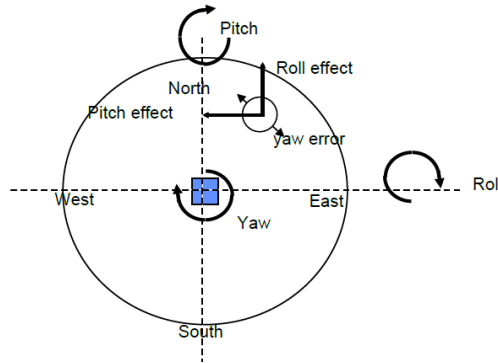 Pitch
Roll effect
North
Pitch effect
yaw error
Rol
West
East
Yaw
South